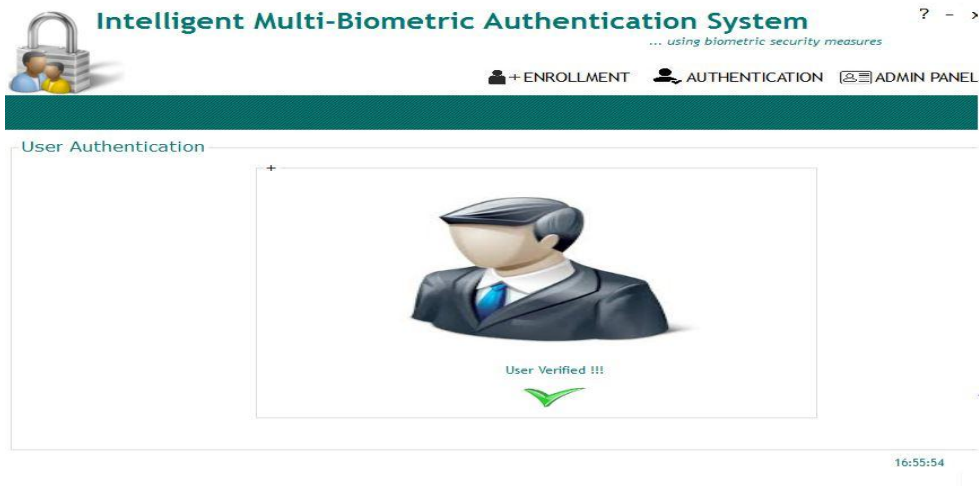 Intelligent Multi-Biometric Authentication System
? - x
... using biometric security measures
+ ENROLLMENT AUTHENTICATION ADMIN PANEL
User Authentication
+
User Verified !!!
16:55:54